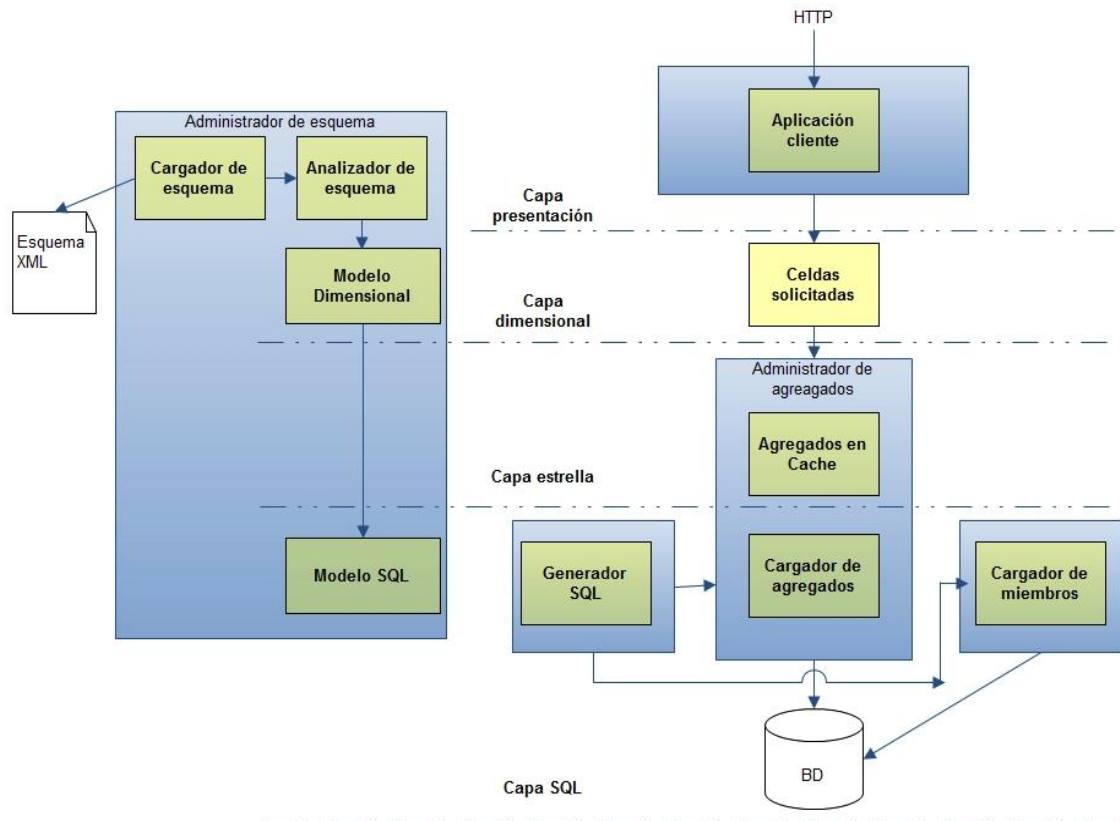 HTTP
Administrador de esquema
Cargador de
esquema
Analizador de
esquema
Aplicación
cliente
Capa
presentación
Esquema
XML
Modelo
Dimensional
Celdas
solicitadas
Capa
dimensional
Administrador de
agreagados
Agregados en
Cache
Capa estrella
Modelo SQL
Generador
SQL
Cargador de
agregados
Cargador de
miembros
BD
Capa SQL